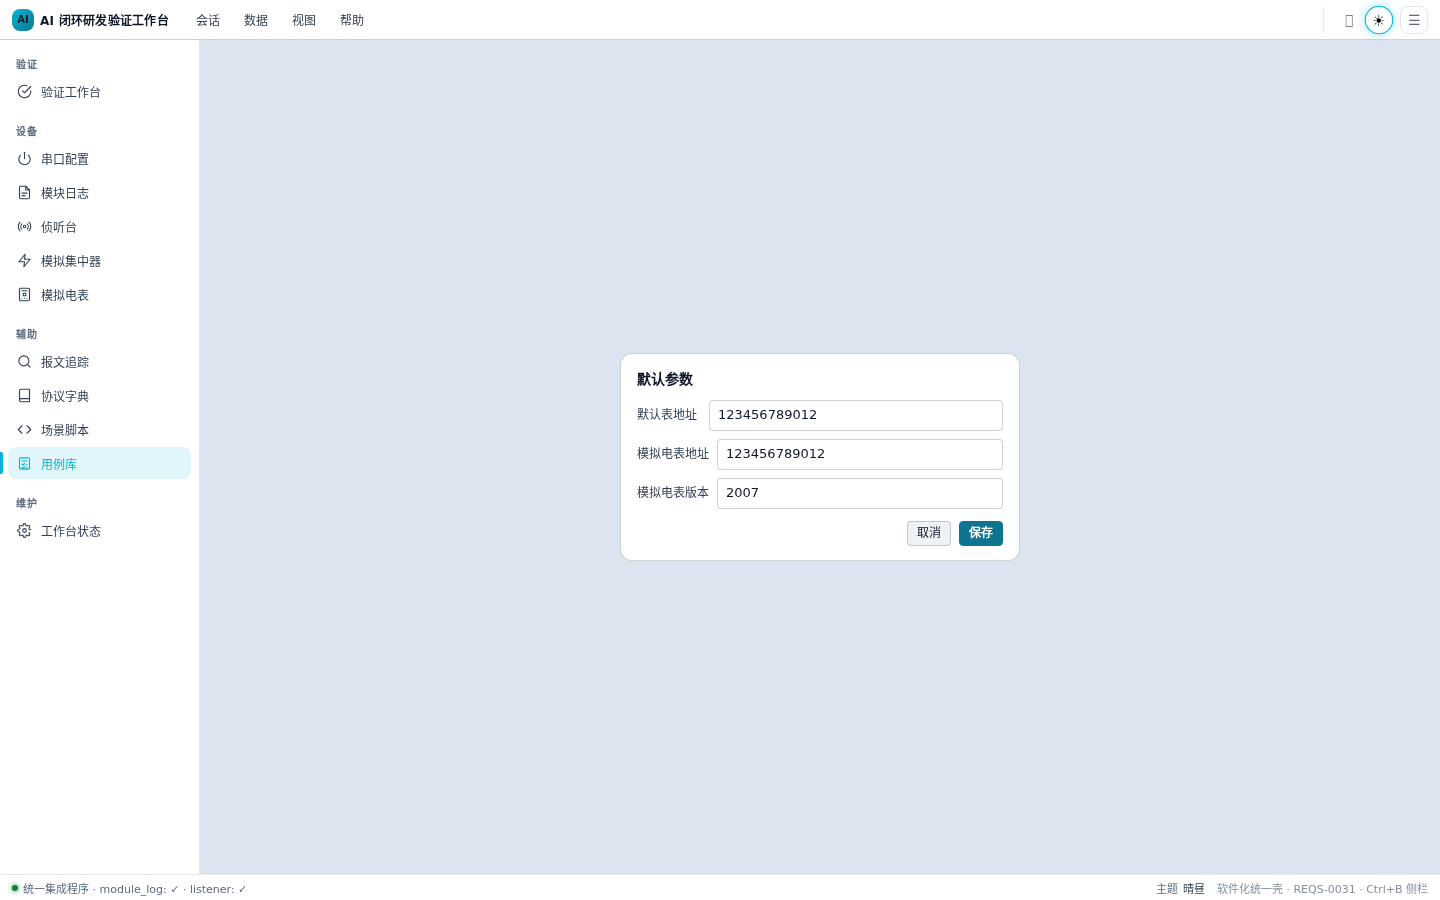 AI AI 闭环研发验证工作台 会话 数据 视图 帮助
验证
验证工作台
设备
串口配置
模块日志
侦听台
模拟集中器
模拟电表
辅助
报文追踪
协议字典
场景脚本
用例库
维护
工作台状态
默认参数
默认表地址 123456789012
模拟电表地址 123456789012
模拟电表版本 2007
取消 保存
统一集成程序 · module_log: ✓ · listener: ✓
主题 晴昼 软件化统一壳 · REQS-0031 · Ctrl+B 侧栏